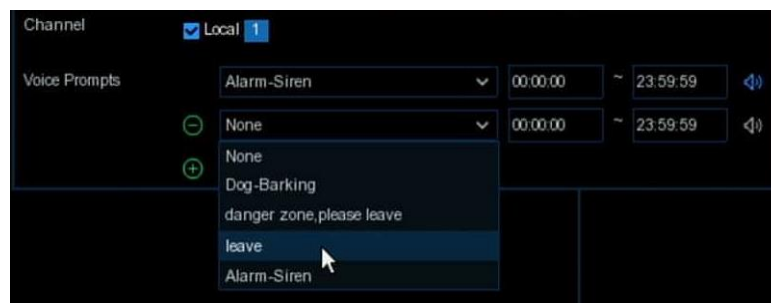 Channel Local 1
Voice Prompts Alarm-Siren 00:00:00 ~ 23:59:59
None 00:00:00 ~ 23:59:59
None
Dog-Barking
danger zone,please leave
leave
Alarm-Siren